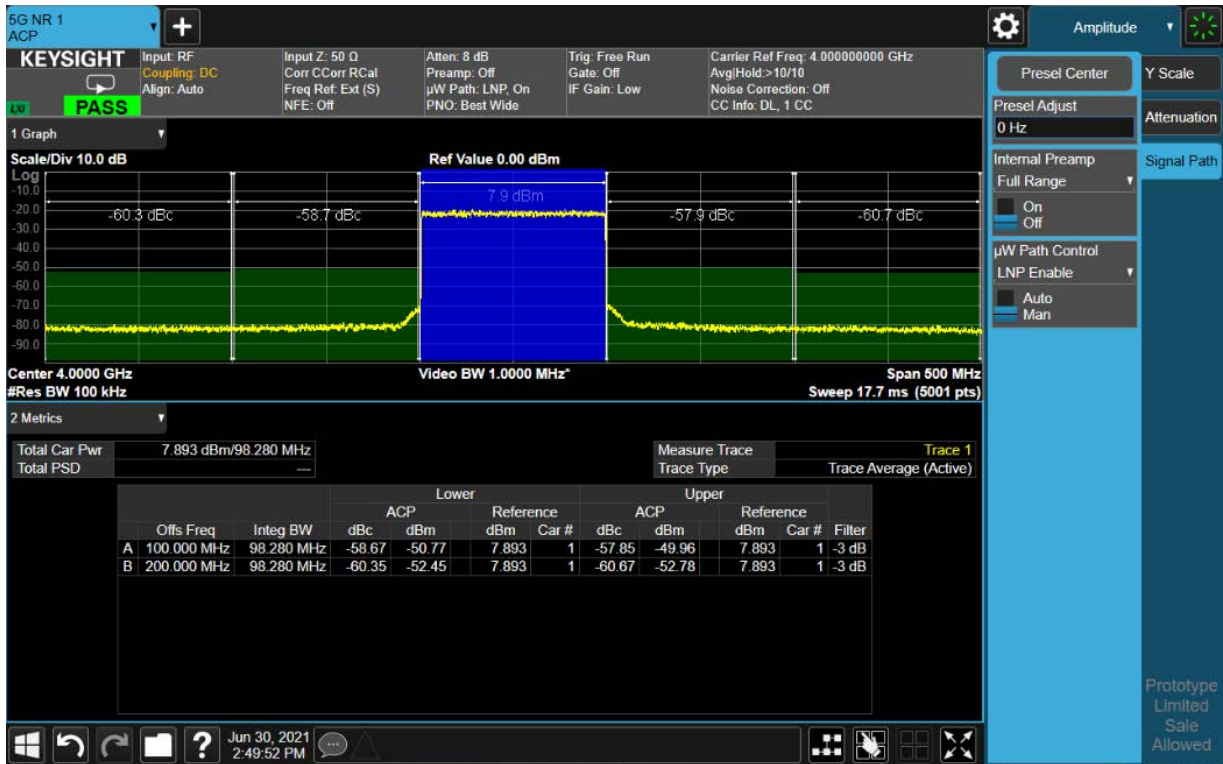 5G NR 1
ACP
+
Amplitude
KEYSIGHT
PASS
Input: RF
Coupling: DC
Align: Auto
Input Z: 50 Ω
Corr CCorr RCal
Freq Ref: Ext (S)
NFE: Off
Atten: 8 dB
Preamp: Off
µW Path: LNP, On
PNO: Best Wide
Trig: Free Run
Gate: Off
IF Gain: Low
Carrier Ref Freq: 4.000000000 GHz
Avg|Hold:>10/10
Noise Correction: Off
CC Info: DL, 1 CC
1 Graph
Scale/Div 10.0 dB
Ref Value 0.00 dBm
Log
-10.0
-20.0
-30.0
-40.0
-50.0
-60.0
-70.0
-80.0
-90.0
-60.3 dBc
-58.7 dBc
7.9 dBm
-57.9 dBc
-60.7 dBc
Center 4.0000 GHz
#Res BW 100 kHz
Video BW 1.0000 MHz*
Span 500 MHz
Sweep 17.7 ms (5001 pts)
2 Metrics
Total Car Pwr 7.893 dBm/98.280 MHz
Total PSD ---
Measure Trace Trace 1
Trace Type Trace Average (Active)
Lower Upper
ACP Reference ACP Reference
Offs Freq Integ BW dBc dBm dBm Car # dBc dBm dBm Car # Filter
A 100.000 MHz 98.280 MHz -58.67 -50.77 7.893 1 -57.85 -49.96 7.893 1 -3 dB
B 200.000 MHz 98.280 MHz -60.35 -52.45 7.893 1 -60.67 -52.78 7.893 1 -3 dB
?
Jun 30, 2021
2:49:52 PM
Presel Center
Presel Adjust
0 Hz
Internal Preamp
Full Range
On
Off
µW Path Control
LNP Enable
Auto
Man
Y Scale
Attenuation
Signal Path
Prototype
Limited
Sale
Allowed